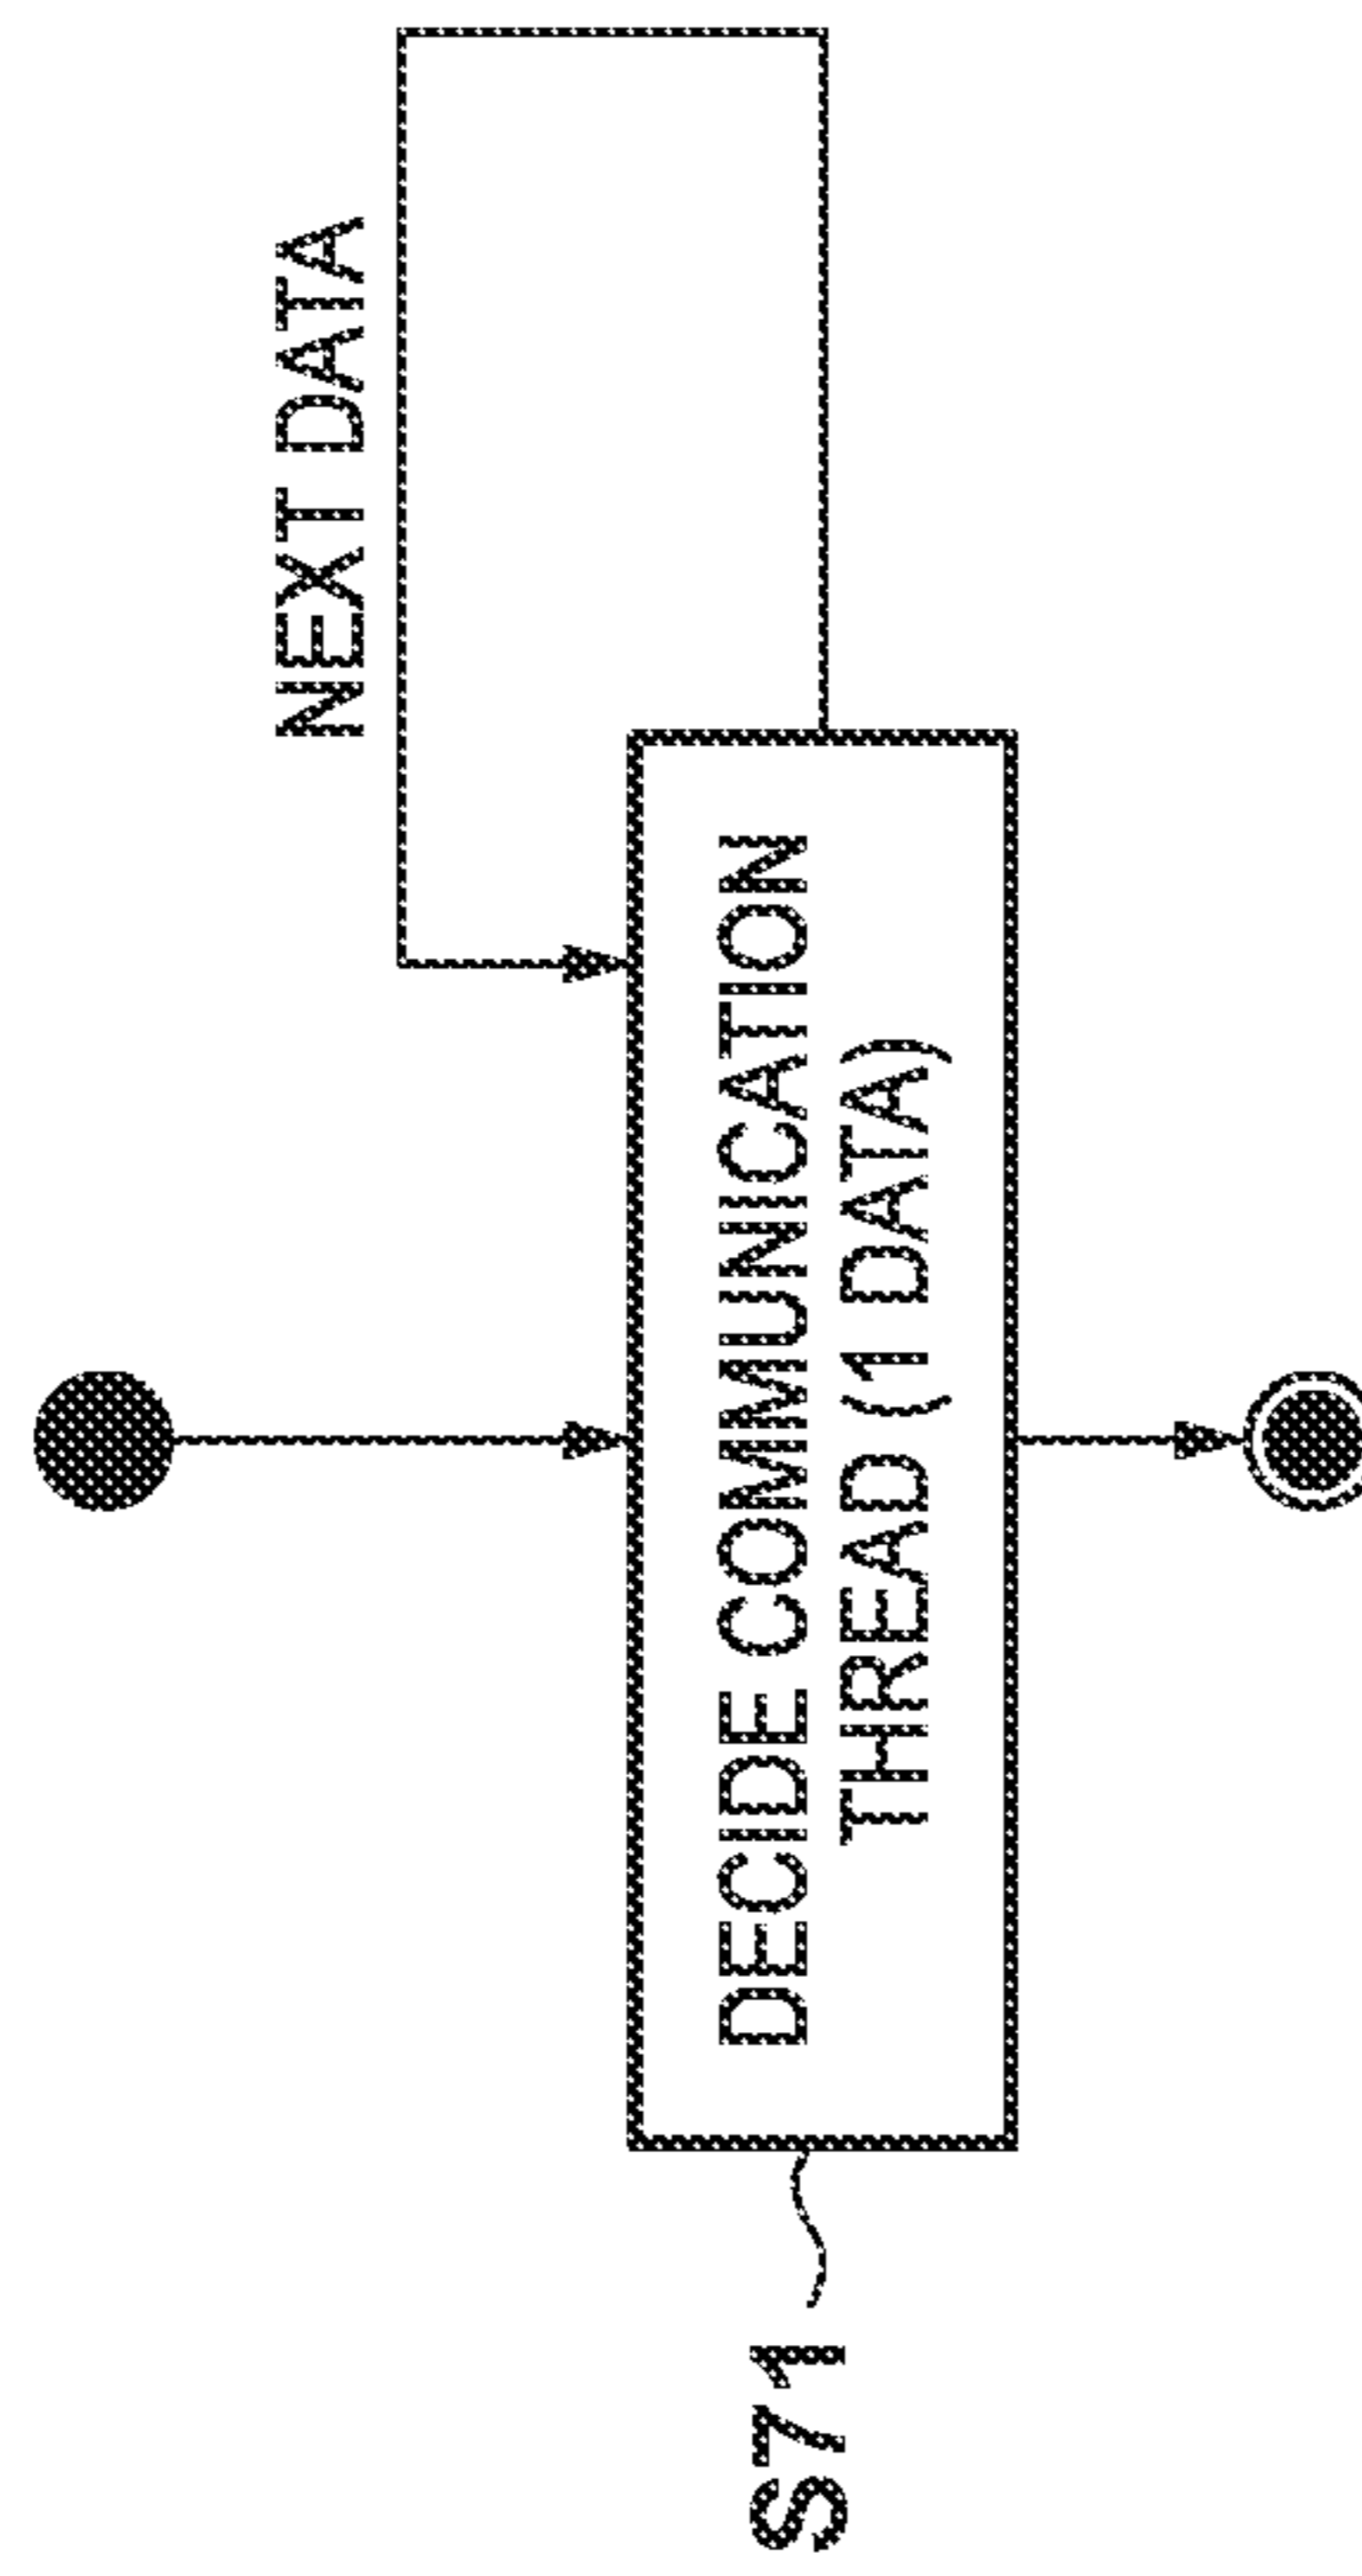 NEXT DATA
S71
DECIDE COMMUNICATION
THREAD (1 DATA)